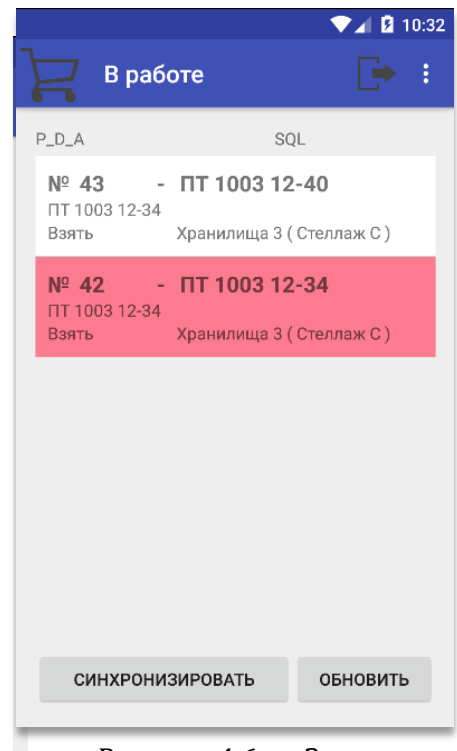 10:32
В работе
P_D_A SQL
№ 43 - ПТ 1003 12-40
ПТ 1003 12-34
Взять Хранилища 3 ( Стеллаж С )
№ 42 - ПТ 1003 12-34
ПТ 1003 12-34
Взять Хранилища 3 ( Стеллаж С )
СИНХРОНИЗИРОВАТЬ ОБНОВИТЬ